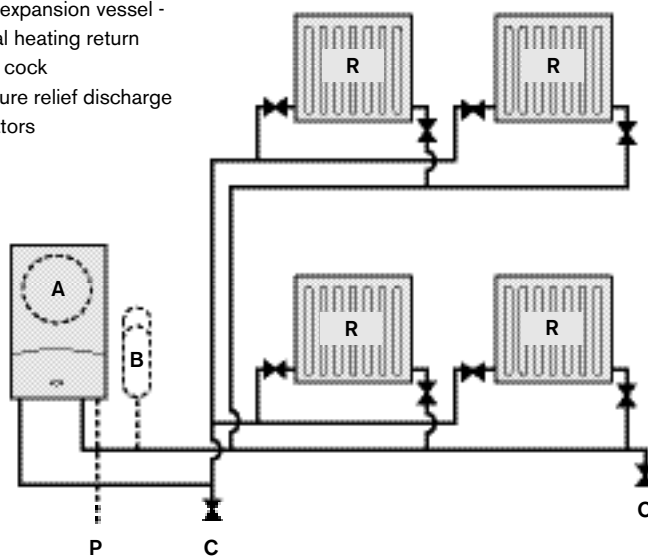 expansion vessel -
al heating return
cock
ure relief discharge
tors
R
R
A
B
R
R
P
C